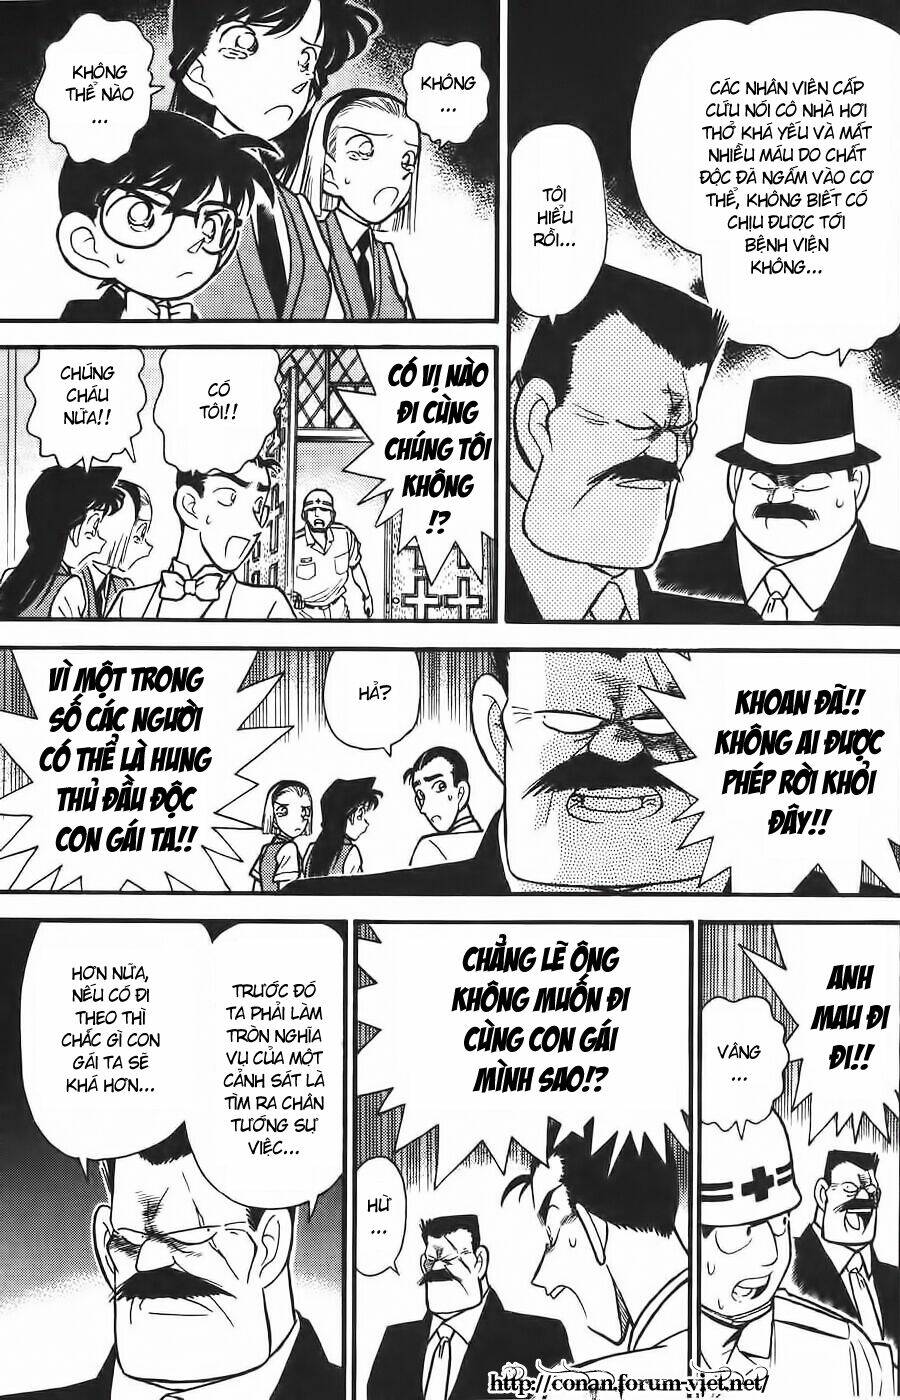 CÁC NHÂN VIÊN CẤP
CỨU NÓI CÔ NHÀ HƠI
THỞ KHÁ YẾU VÀ MẤT
NHIỀU MÁU DO CHẤT
ĐỘC ĐÀ NGẤM VÀO CƠ
THỂ, KHÔNG BIẾT CÓ
CHỊU ĐƯỢC TỚI
BỆNH VIỆN
KHÔNG...
TÔI
HIỂU
RỒI...
KHÔNG
...
KHÔNG
THỂ NÀO
...
CÓ VỊ NÀO
ĐI CÙNG
CHÚNG TÔI
KHÔNG
!?
CÓ
TÔI!!
CHÚNG
CHÁU
NỮA!!
KHOAN ĐÃ!!
KHÔNG AI ĐƯỢC
PHÉP RỜI KHỎI
ĐÂY!!
HẢ?
VÌ MỘT TRONG
SỐ CÁC NGƯỜI
CÓ THỂ LÀ HUNG
THỦ ĐẦU ĐỘC
CON GÁI TA!!
ANH
MAU ĐI
ĐI!!
VÂNG
...
CHẲNG LẼ ÔNG
KHÔNG MUỐN ĐI
CÙNG CON GÁI
MÌNH SAO!?
HỪ
...
TRƯỚC ĐÓ
TA PHẢI LÀM
TRÒN NGHĨA
VỤ CỦA MỘT
CẢNH SÁT LÀ
TÌM RA CHÂN
TƯỚNG SỰ
VIỆC...
HƠN NỮA,
NẾU CÓ ĐI
THEO THÌ
CHẮC GÌ CON
GÁI TA SẼ
KHÁ HƠN...
http://conan.forum-viet.net/